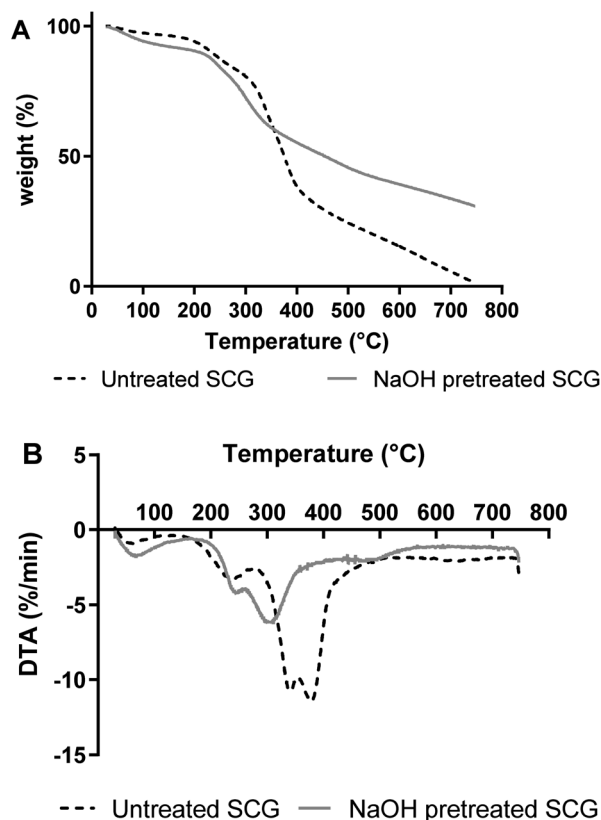 A
100
50
0
weight (%)
0 100 200 300 400 500 600 700 800
Temperature (°C)
Untreated SCG NaOH pretreated SCG
B
Temperature (°C)
5
0
-5
-10
-15
DTA (%/min)
100 200 300 400 500 600 700 800
Untreated SCG NaOH pretreated SCG